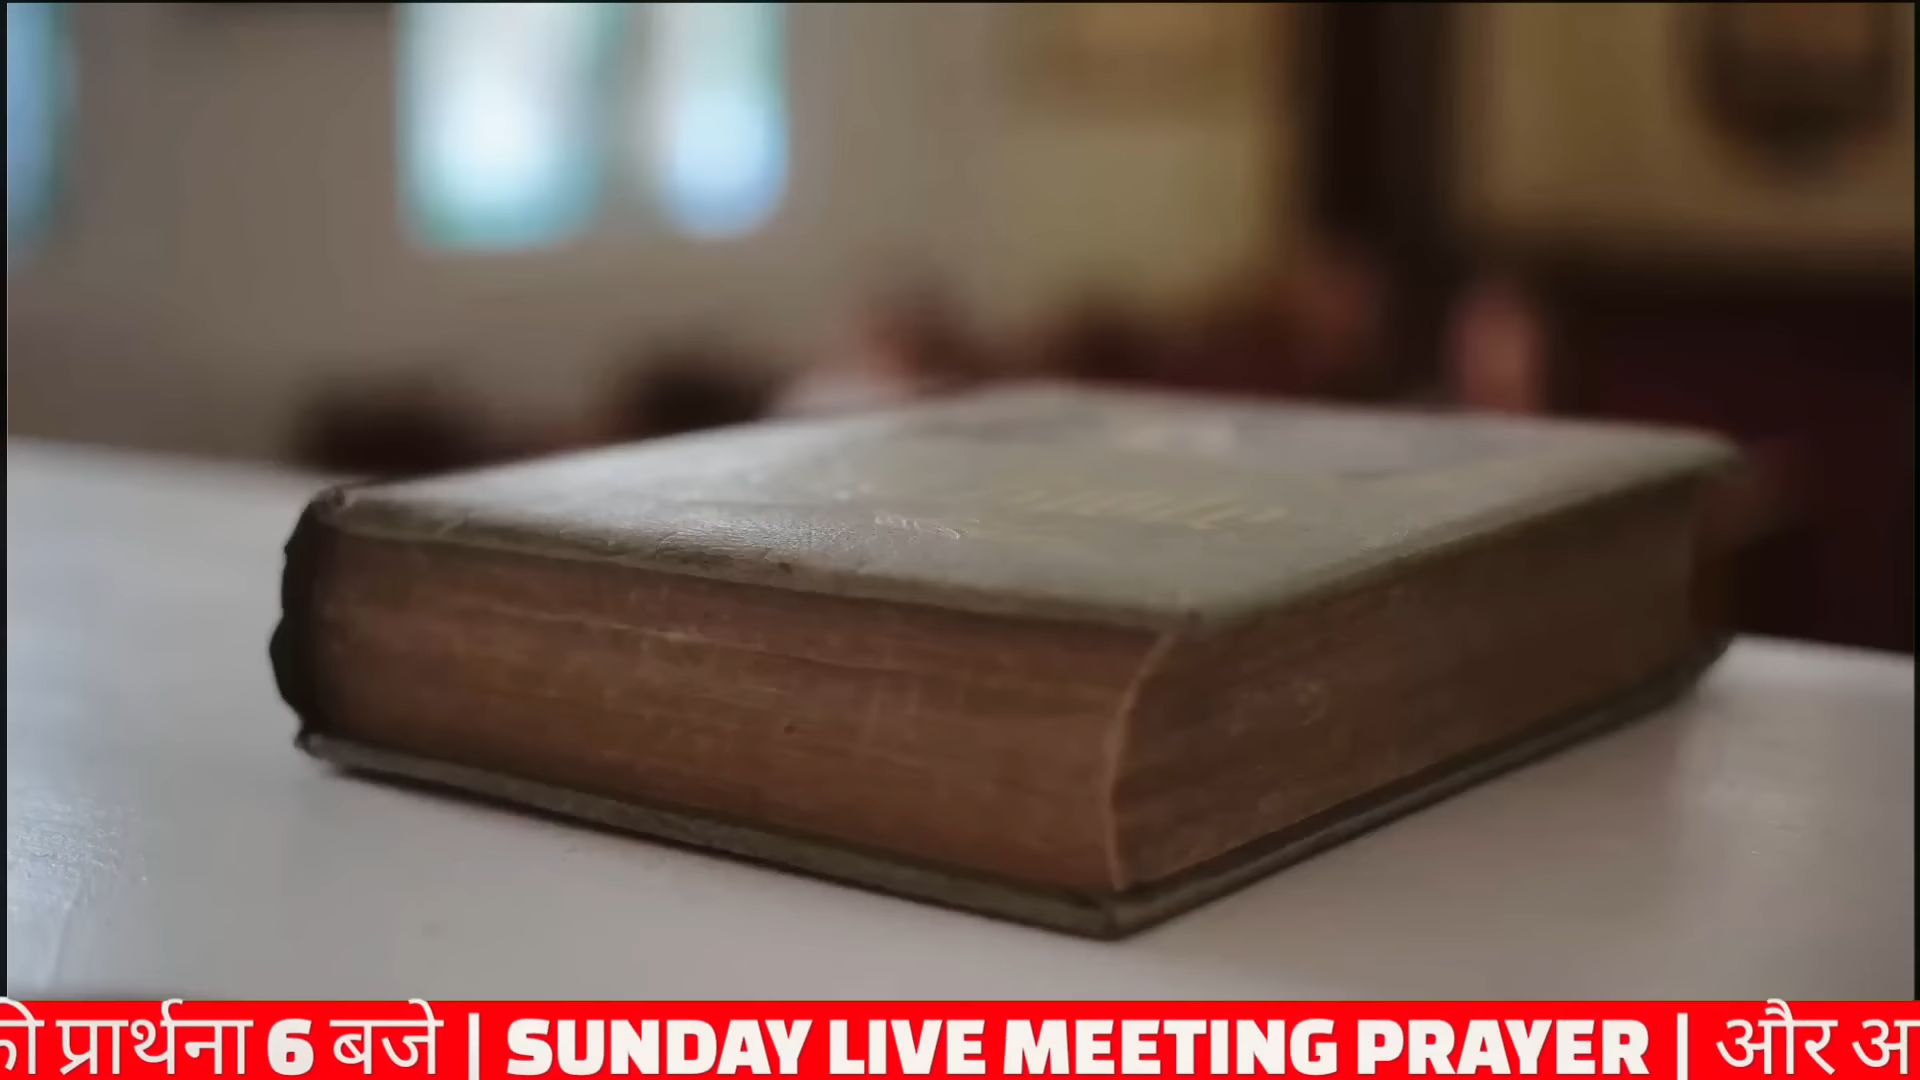 की प्रार्थना 6 बजे | SUNDAY LIVE MEETING PRAYER | और